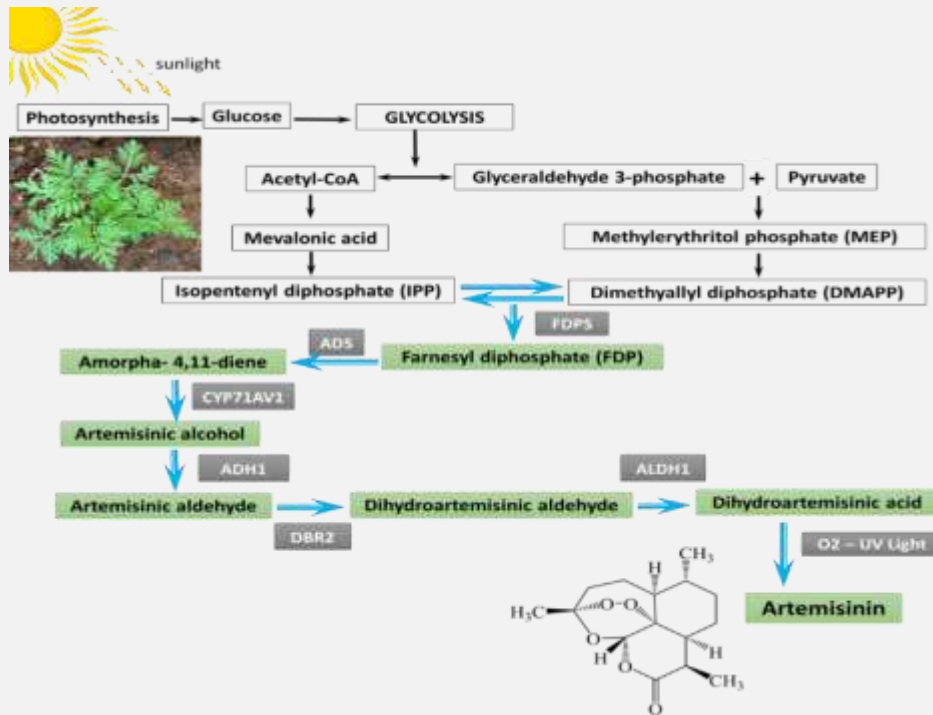 sunlight
Photosynthesis
Glucose
GLYCOLYSIS
Acetyl-CoA
Glyceraldehyde 3-phosphate
+
Pyruvate
Mevalonic acid
Methylerythritol phosphate (MEP)
Isopentenyl diphosphate (IPP)
Dimethyallyl diphosphate (DMAPP)
FDPS
ADS
Farnesyl diphosphate (FDP)
Amorpha- 4,11-diene
CYP71AV1
Artemisinic alcohol
ADH1
ALDH1
Artemisinic aldehyde
Dihydroartemisinic aldehyde
Dihydroartemisinic acid
DBR2
O2 – UV Light
Artemisinin
CH3
H
H3C
O-O
O
H
H
O
CH3
O